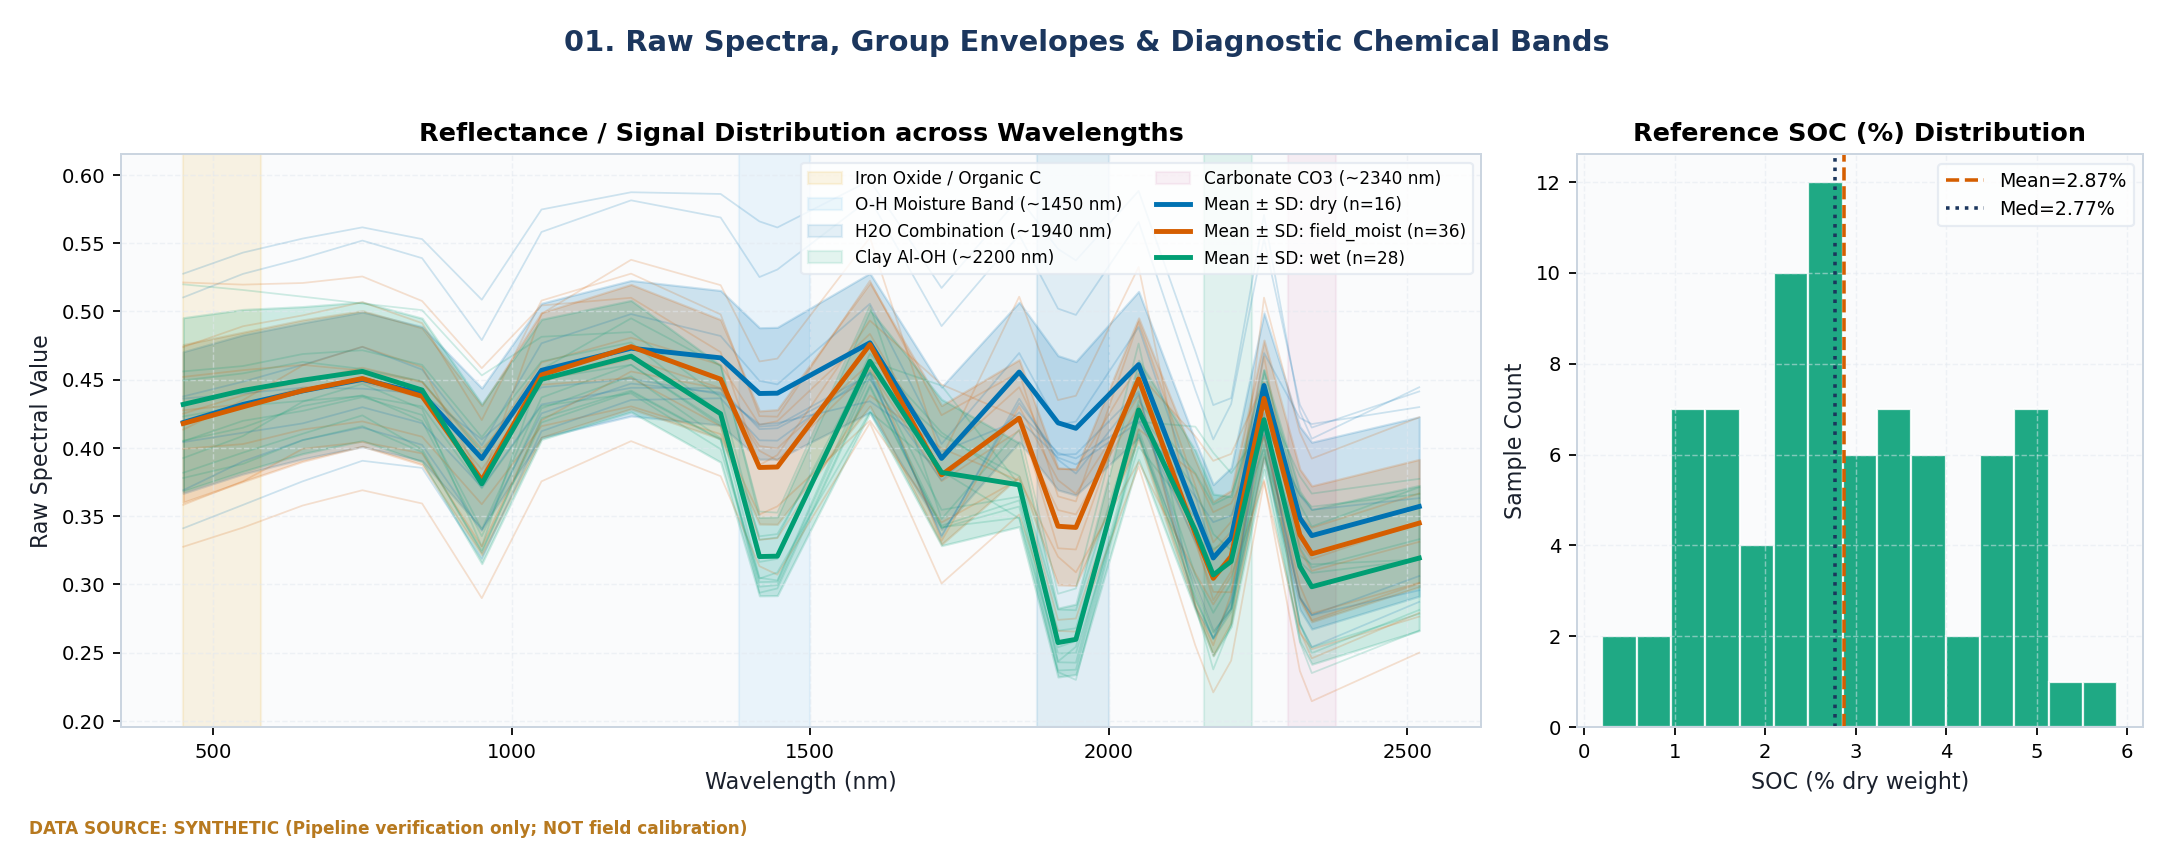 01. Raw Spectra, Group Envelopes & Diagnostic Chemical Bands
Reflectance / Signal Distribution across Wavelengths
Raw Spectral Value
0.60
0.55
0.50
0.45
0.40
0.35
0.30
0.25
0.20
Iron Oxide / Organic C
O-H Moisture Band (~1450 nm)
H2O Combination (~1940 nm)
Clay Al-OH (~2200 nm)
Carbonate CO3 (~2340 nm)
Mean ± SD: dry (n=16)
Mean ± SD: field_moist (n=36)
Mean ± SD: wet (n=28)
500
1000
1500
2000
2500
Wavelength (nm)
Reference SOC (%) Distribution
Sample Count
12
10
8
6
4
2
0
Mean=2.87%
Med=2.77%
0
1
2
3
4
5
6
SOC (% dry weight)
DATA SOURCE: SYNTHETIC (Pipeline verification only; NOT field calibration)